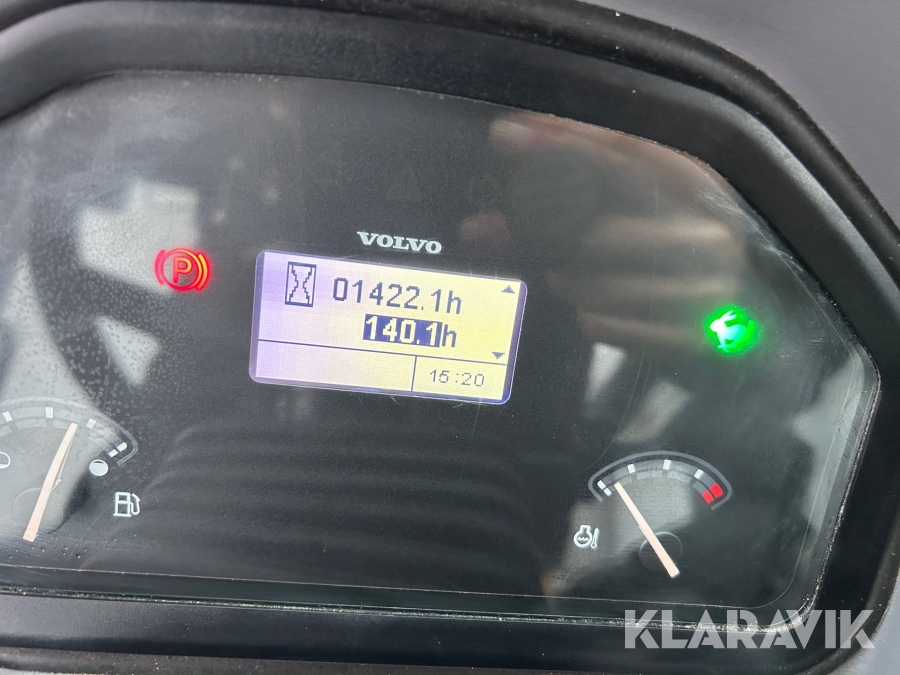 VOLVO
P
01422.1h
140.1h
15:20
KLARAVIK